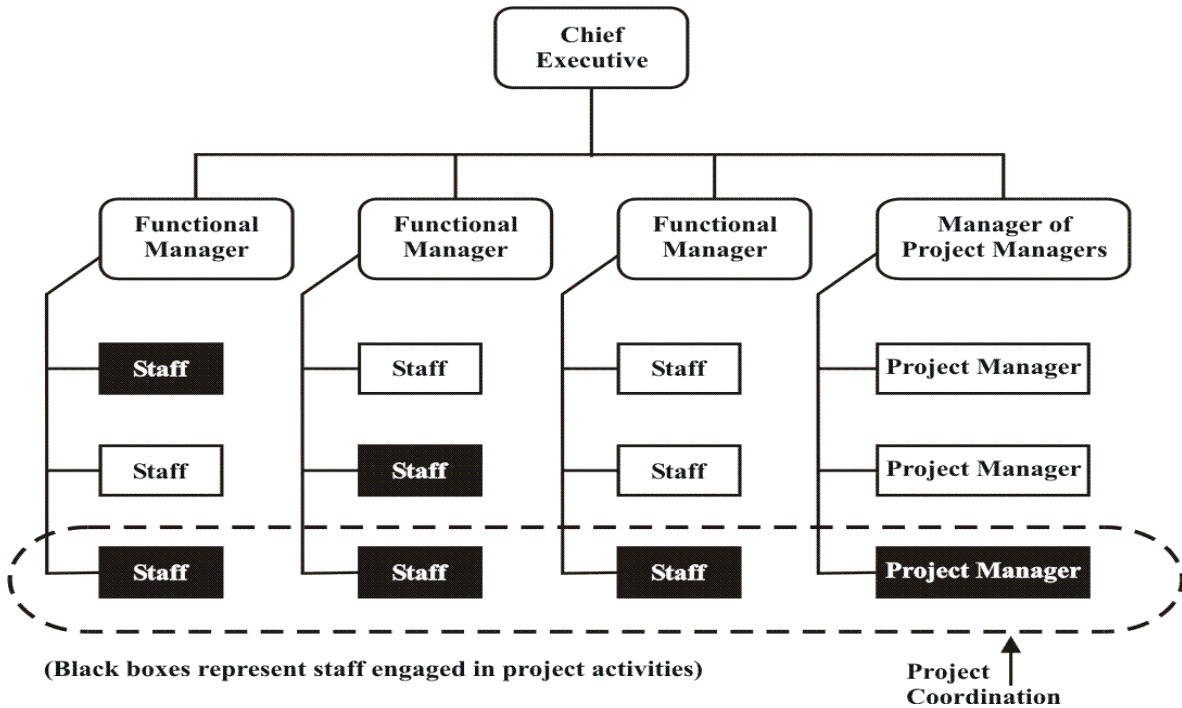 Chief
Executive
Functional
Manager
Functional
Manager
Functional
Manager
Manager of
Project Managers
Staff
Staff
Staff
Project Manager
Staff
Staff
Staff
Project Manager
Staff
Staff
Staff
Project Manager
(Black boxes represent staff engaged in project activities)
Project
Coordination